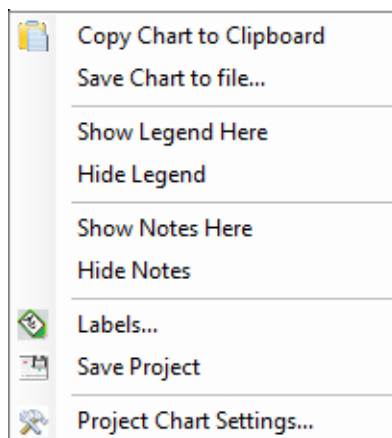 Copy Chart to Clipboard
Save Chart to file...
Show Legend Here
Hide Legend
Show Notes Here
Hide Notes
Labels...
Save Project
Project Chart Settings...